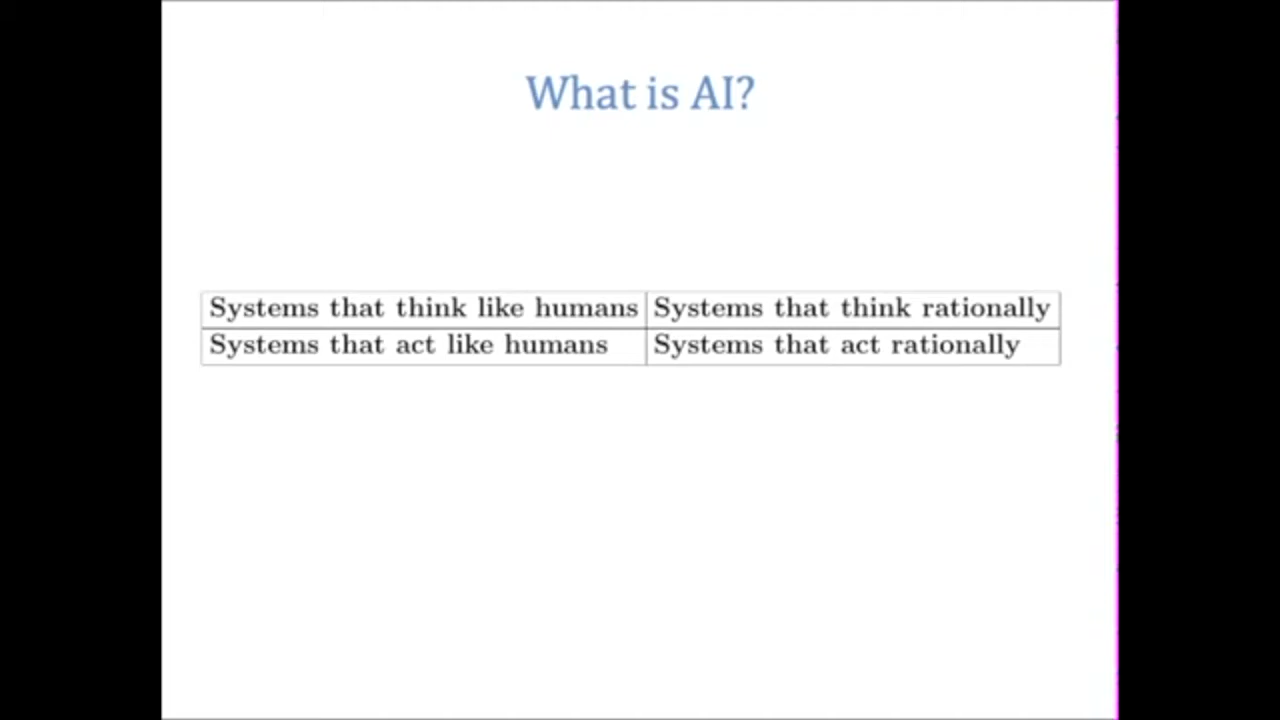 What is AI?
Systems that think like humans Systems that think rationally
Systems that act like humans Systems that act rationally